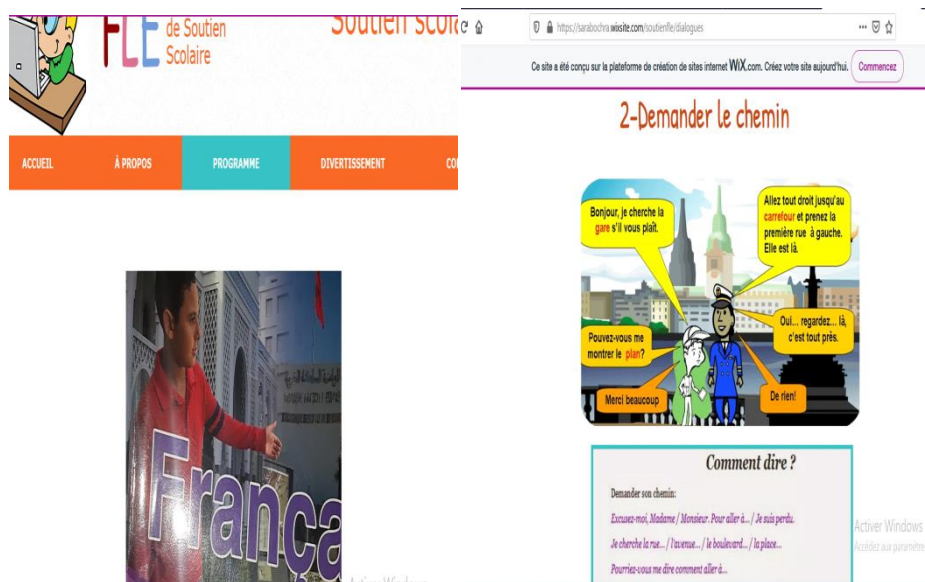 FLE
de Soutien
Scolaire
Soutien scol
ACCUEIL
À PROPOS
PROGRAMME
DIVERTISSEMENT
França
https://sarabochra.wixsite.com/soutienfle/dialogues
Ce site a été conçu sur la plateforme de création de sites internet WiX.com. Créez votre site aujourd'hui.
Commencez
2-Demander le chemin
Bonjour, je cherche la
gare s'il vous plaît.
Allez tout droit jusqu'au
carrefour et prenez la
première rue à gauche.
Elle est là.
Pouvez-vous me
montrer le plan?
Oui... regardez... là,
c'est tout près.
Merci beaucoup
De rien!
Comment dire ?
Demander son chemin:
Excusez-moi, Madame / Monsieur. Pour aller à... / Je suis perdu.
Je cherche la rue... / l'avenue... / le boulevard... / la place...
Pourriez-vous me dire comment aller à...
Activer Windows
Accédez aux paramètre